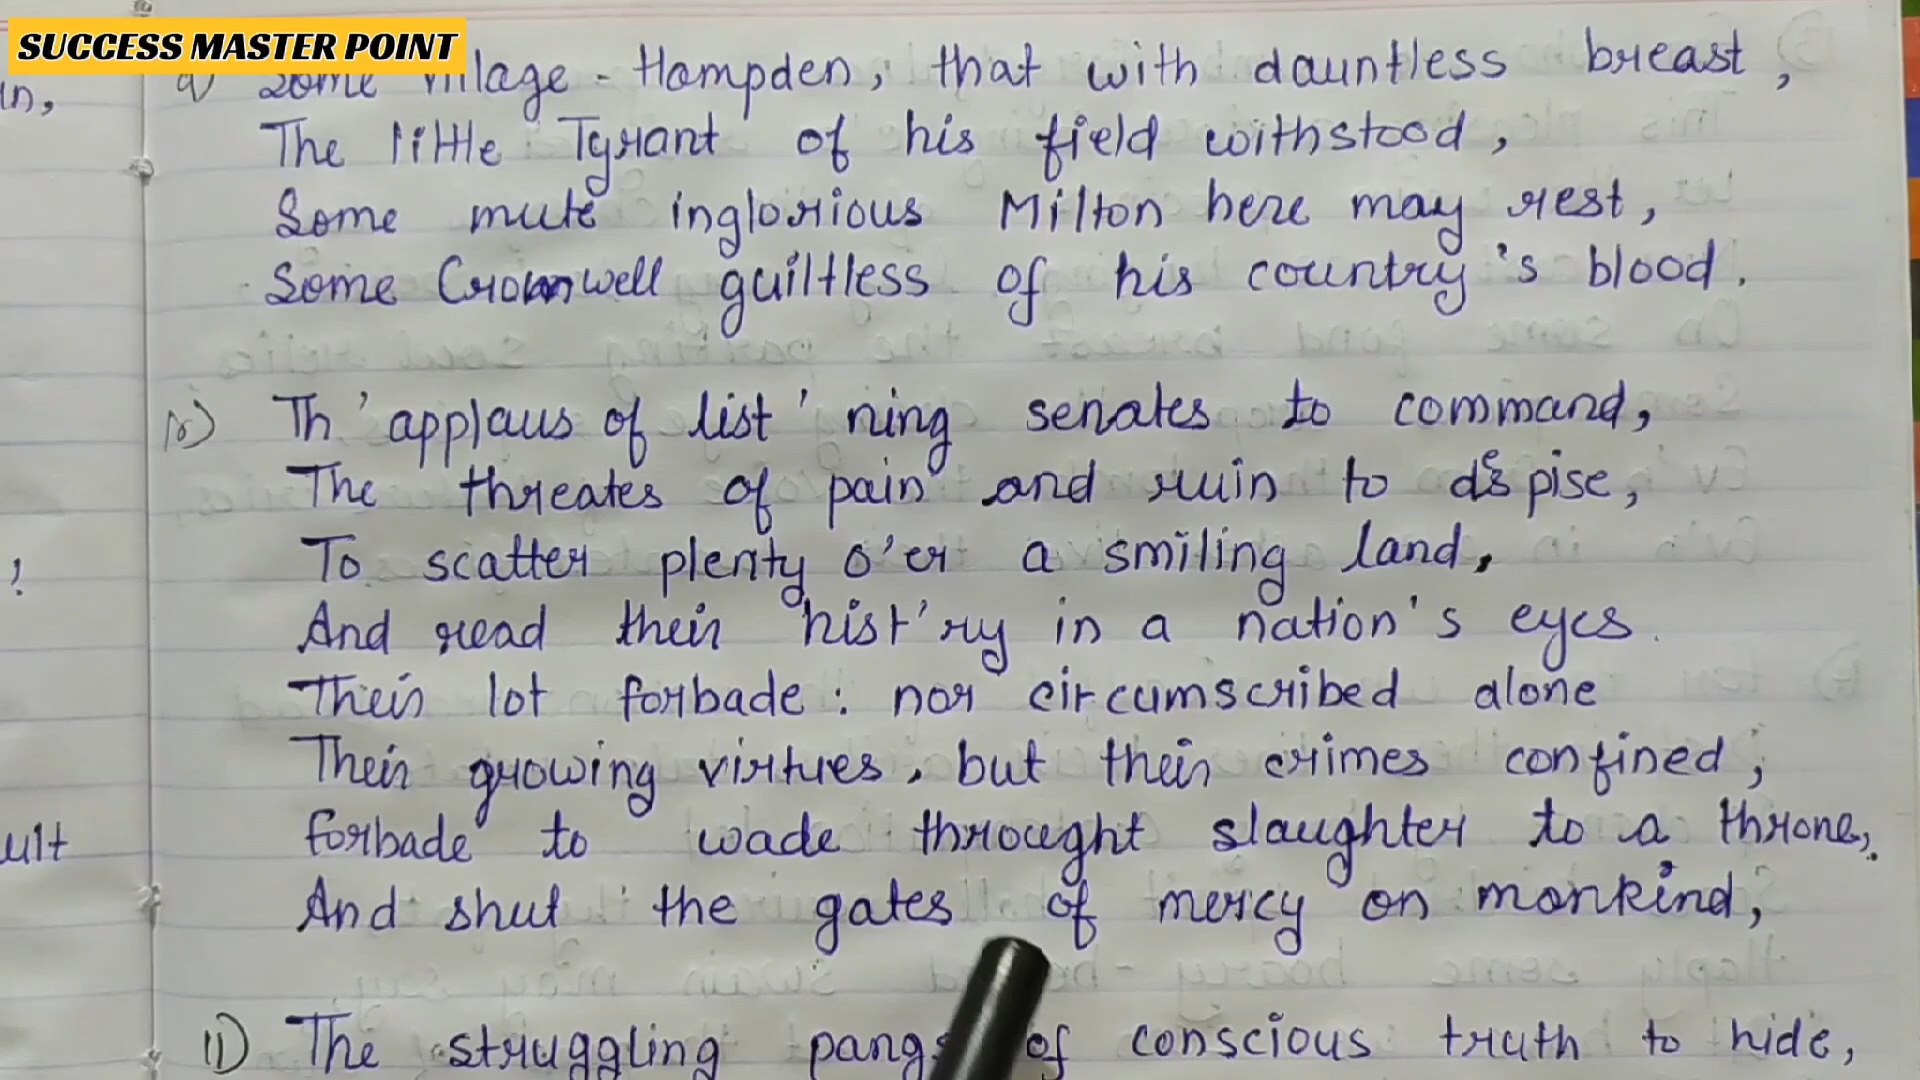 SUCCESS MASTER POINT
in,
9) Some Village - Hampden, that with dauntless breast,
The little Tyrant of his field withstood,
Some mute inglorious Milton here may rest,
Some Cromwell guiltless of his country's blood.
10) Th' applaus of list'ning senates to command,
The threates of pain and ruin to despise,
To scatter plenty o'er a smiling land,
!
And read their hist'ry in a nation's eyes.
Their lot forbade: nor circumscribed alone
Their growing virtues, but their crimes confined;
ult
forbade to wade throught slaughter to a throne,
And shut the gates of mercy on mankind,
11) The struggling pangs of conscious truth to hide,